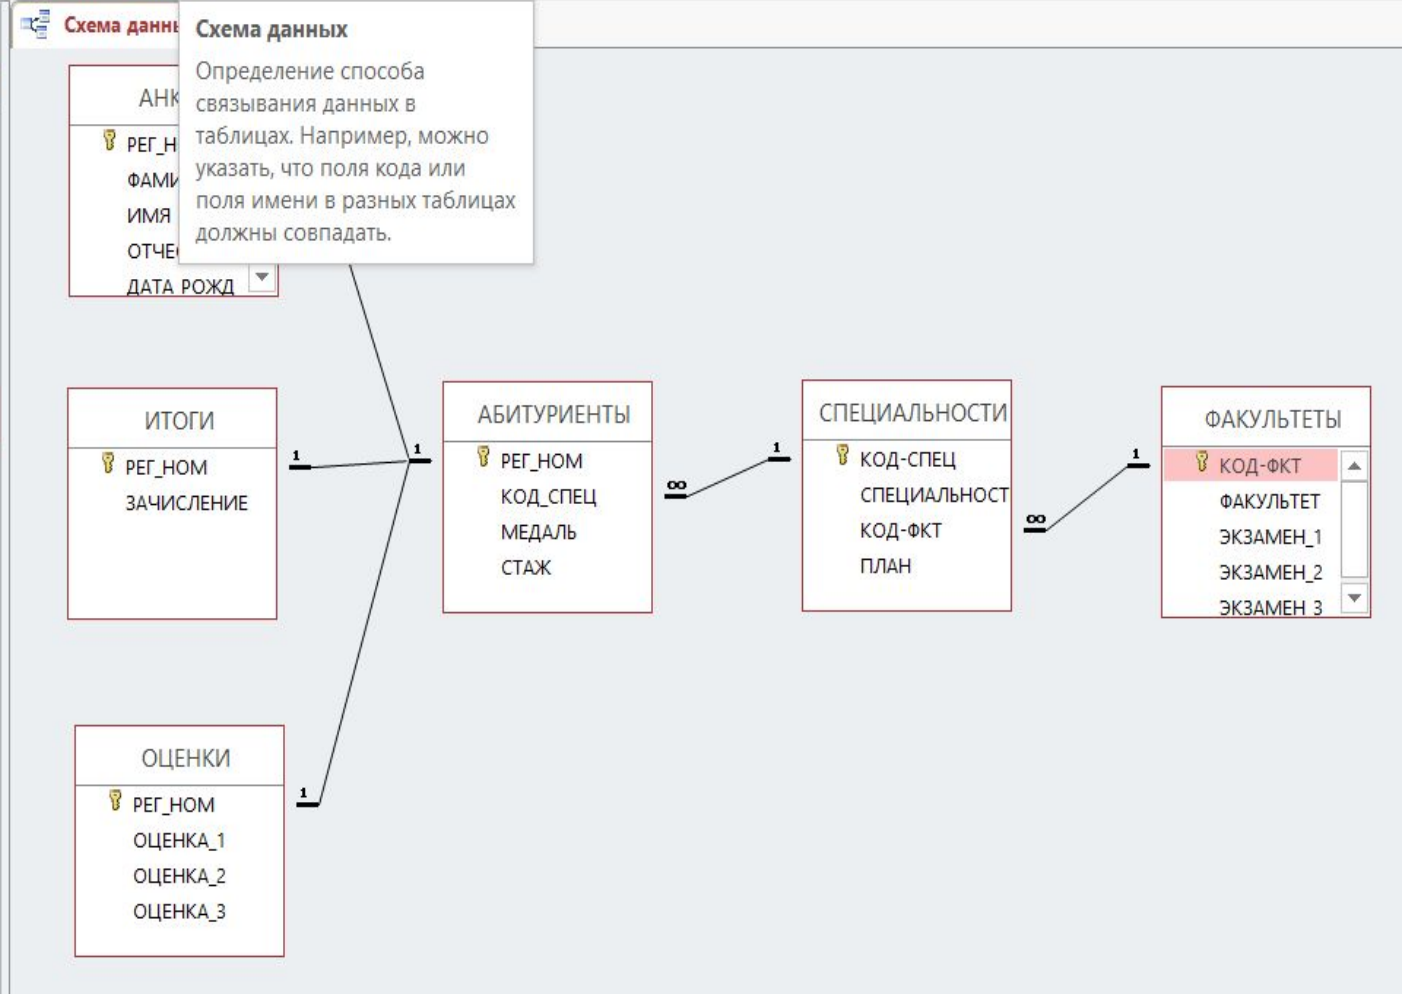 Схема данн
Схема данных
Определение способа
связывания данных в
таблицах. Например, можно
указать, что поля кода или
поля имени в разных таблицах
должны совпадать.
АНК
РЕГ_Н
ФАМИ
ИМЯ
ОТЧЕ
ДАТА РОЖД
ИТОГИ
РЕГ_НОМ
ЗАЧИСЛЕНИЕ
1
1
АБИТУРИЕНТЫ
РЕГ_НОМ
КОД_СПЕЦ
МЕДАЛЬ
СТАЖ
∞
1
СПЕЦИАЛЬНОСТИ
КОД-СПЕЦ
СПЕЦИАЛЬНОСТ
КОД-ФКТ
ПЛАН
∞
1
ФАКУЛЬТЕТЫ
КОД-ФКТ
ФАКУЛЬТЕТ
ЭКЗАМЕН_1
ЭКЗАМЕН_2
ЭКЗАМЕН_3
ОЦЕНКИ
РЕГ_НОМ
ОЦЕНКА_1
ОЦЕНКА_2
ОЦЕНКА_3
1